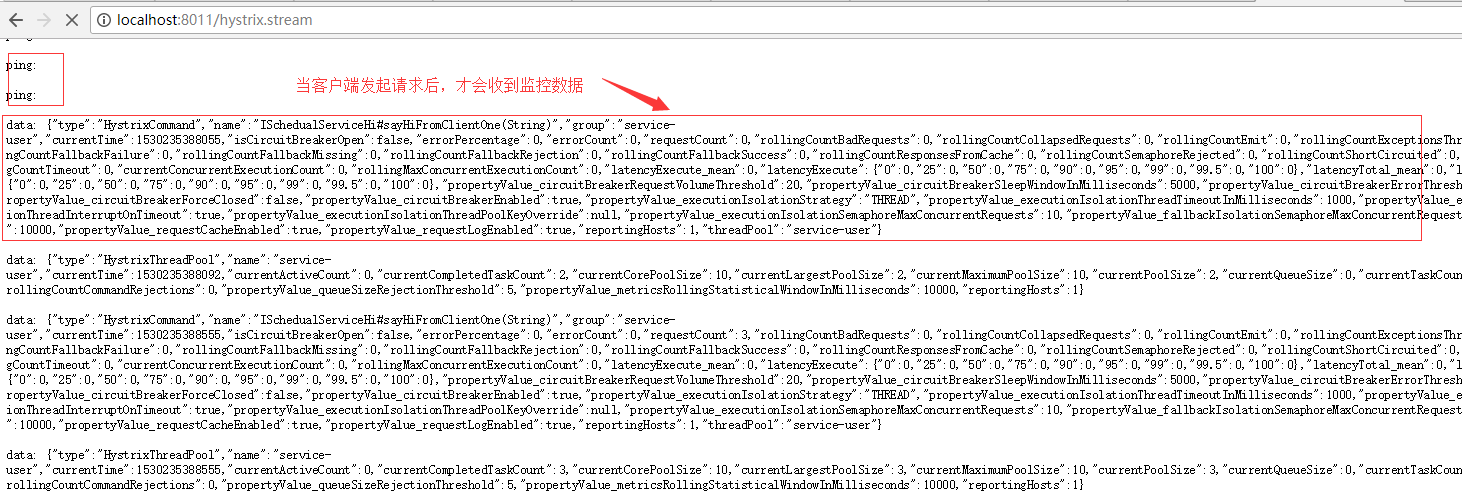 localhost:8011/hystrix.stream
ping:
ping:
当客户端发起请求后，才会收到监控数据
data: {"type":"HystrixCommand","name":"ISchedualServiceHi#sayHiFromClientOne(String)","group":"service-
user","currentTime":1530235388055,"isCircuitBreakerOpen":false,"errorPercentage":0,"errorCount":0,"requestCount":0,"rollingCountBadRequests":0,"rollingCountCollapsedRequests":0,"rollingCountEmit":0,"rollingCountExceptionsThr
ngCountFallbackFailure":0,"rollingCountFallbackMissing":0,"rollingCountFallbackRejection":0,"rollingCountFallbackSuccess":0,"rollingCountResponsesFromCache":0,"rollingCountSemaphoreRejected":0,"rollingCountShortCircuited":0,
gCountTimeout":0,"currentConcurrentExecutionCount":0,"rollingMaxConcurrentExecutionCount":0,"latencyExecute_mean":0,"latencyExecute":{"0":0,"25":0,"50":0,"75":0,"90":0,"95":0,"99":0,"99.5":0,"100":0},"latencyTotal_mean":0,"l
{"0":0,"25":0,"50":0,"75":0,"90":0,"95":0,"99":0,"99.5":0,"100":0},"propertyValue_circuitBreakerRequestVolumeThreshold":20,"propertyValue_circuitBreakerSleepWindowInMilliseconds":5000,"propertyValue_circuitBreakerErrorThresh
ropertyValue_circuitBreakerForceClosed":false,"propertyValue_circuitBreakerEnabled":true,"propertyValue_executionIsolationStrategy":"THREAD","propertyValue_executionIsolationThreadTimeoutInMilliseconds":1000,"propertyValue_e
ionThreadInterruptOnTimeout":true,"propertyValue_executionIsolationThreadPoolKeyOverride":null,"propertyValue_executionIsolationSemaphoreMaxConcurrentRequests":10,"propertyValue_fallbackIsolationSemaphoreMaxConcurrentRequest
":10000,"propertyValue_requestCacheEnabled":true,"propertyValue_requestLogEnabled":true,"reportingHosts":1,"threadPool":"service-user"}
data: {"type":"HystrixThreadPool","name":"service-
user","currentTime":1530235388092,"currentActiveCount":0,"currentCompletedTaskCount":2,"currentCorePoolSize":10,"currentLargestPoolSize":2,"currentMaximumPoolSize":10,"currentPoolSize":2,"currentQueueSize":0,"currentTaskCoun
rollingCountCommandRejections":0,"propertyValue_queueSizeRejectionThreshold":5,"propertyValue_metricsRollingStatisticalWindowInMilliseconds":10000,"reportingHosts":1}
data: {"type":"HystrixCommand","name":"ISchedualServiceHi#sayHiFromClientOne(String)","group":"service-
user","currentTime":1530235388555,"isCircuitBreakerOpen":false,"errorPercentage":0,"errorCount":0,"requestCount":3,"rollingCountBadRequests":0,"rollingCountCollapsedRequests":0,"rollingCountEmit":0,"rollingCountExceptionsThr
ngCountFallbackFailure":0,"rollingCountFallbackMissing":0,"rollingCountFallbackRejection":0,"rollingCountFallbackSuccess":0,"rollingCountResponsesFromCache":0,"rollingCountSemaphoreRejected":0,"rollingCountShortCircuited":0,
gCountTimeout":0,"currentConcurrentExecutionCount":0,"rollingMaxConcurrentExecutionCount":0,"latencyExecute_mean":0,"latencyExecute":{"0":0,"25":0,"50":0,"75":0,"90":0,"95":0,"99":0,"99.5":0,"100":0},"latencyTotal_mean":0,"l
{"0":0,"25":0,"50":0,"75":0,"90":0,"95":0,"99":0,"99.5":0,"100":0},"propertyValue_circuitBreakerRequestVolumeThreshold":20,"propertyValue_circuitBreakerSleepWindowInMilliseconds":5000,"propertyValue_circuitBreakerErrorThresh
ropertyValue_circuitBreakerForceClosed":false,"propertyValue_circuitBreakerEnabled":true,"propertyValue_executionIsolationStrategy":"THREAD","propertyValue_executionIsolationThreadTimeoutInMilliseconds":1000,"propertyValue_e
ionThreadInterruptOnTimeout":true,"propertyValue_executionIsolationThreadPoolKeyOverride":null,"propertyValue_executionIsolationSemaphoreMaxConcurrentRequests":10,"propertyValue_fallbackIsolationSemaphoreMaxConcurrentRequest
":10000,"propertyValue_requestCacheEnabled":true,"propertyValue_requestLogEnabled":true,"reportingHosts":1,"threadPool":"service-user"}
data: {"type":"HystrixThreadPool","name":"service-
user","currentTime":1530235388555,"currentActiveCount":0,"currentCompletedTaskCount":3,"currentCorePoolSize":10,"currentLargestPoolSize":3,"currentMaximumPoolSize":10,"currentPoolSize":3,"currentQueueSize":0,"currentTaskCoun
rollingCountCommandRejections":0,"propertyValue_queueSizeRejectionThreshold":5,"propertyValue_metricsRollingStatisticalWindowInMilliseconds":10000,"reportingHosts":1}